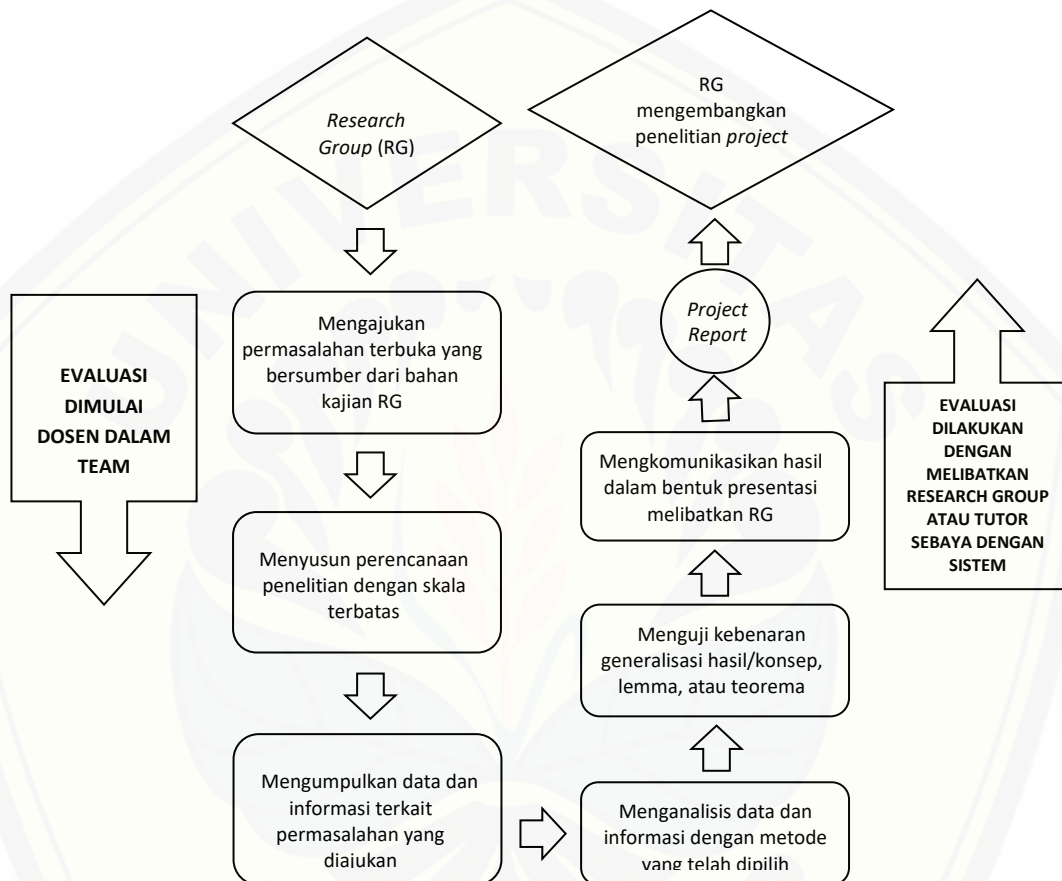 Research
Group (RG)
RG
mengembangkan
penelitian project
Mengajukan
permasalahan terbuka yang
bersumber dari bahan
kajian RG
Project
Report
EVALUASI
DIMULAI
DOSEN DALAM
TEAM
Mengkomunikasikan hasil
dalam bentuk presentasi
melibatkan RG
EVALUASI
DILAKUKAN
DENGAN
MELIBATKAN
RESEARCH GROUP
ATAU TUTOR
SEBAYA DENGAN
SISTEM
Menyusun perencanaan
penelitian dengan skala
terbatas
Menguji kebenaran
generalisasi hasil/konsep,
lemma, atau teorema
Mengumpulkan data dan
informasi terkait
permasalahan yang
diajukan
Menganalisis data dan
informasi dengan metode
yang telah dipilih
UNIVERSITAS